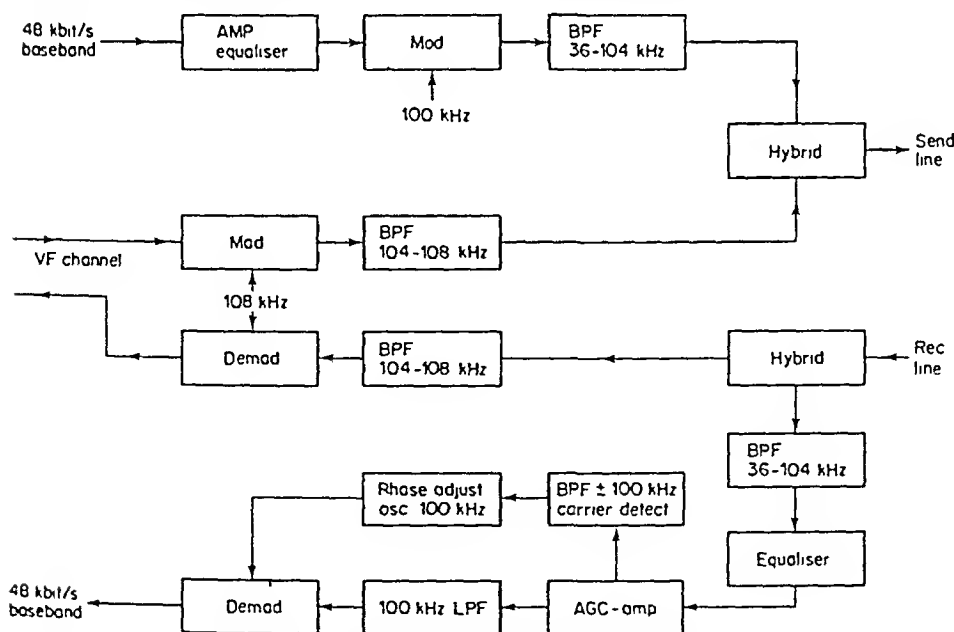 48 kbit/s
baseband
AMP
equaliser
Mod
BPF
36-104 kHz
100 kHz
Hybrid
Send
line
VF channel
Mod
BPF
104-108 kHz
108 kHz
Demad
BPF
104-108 kHz
Hybrid
Rec
line
BPF
36-104 kHz
Rhase adjust
osc 100 kHz
BPF ± 100 kHz
carrier detect
Equaliser
48 kbit/s
baseband
Demad
100 kHz LPF
AGC-amp